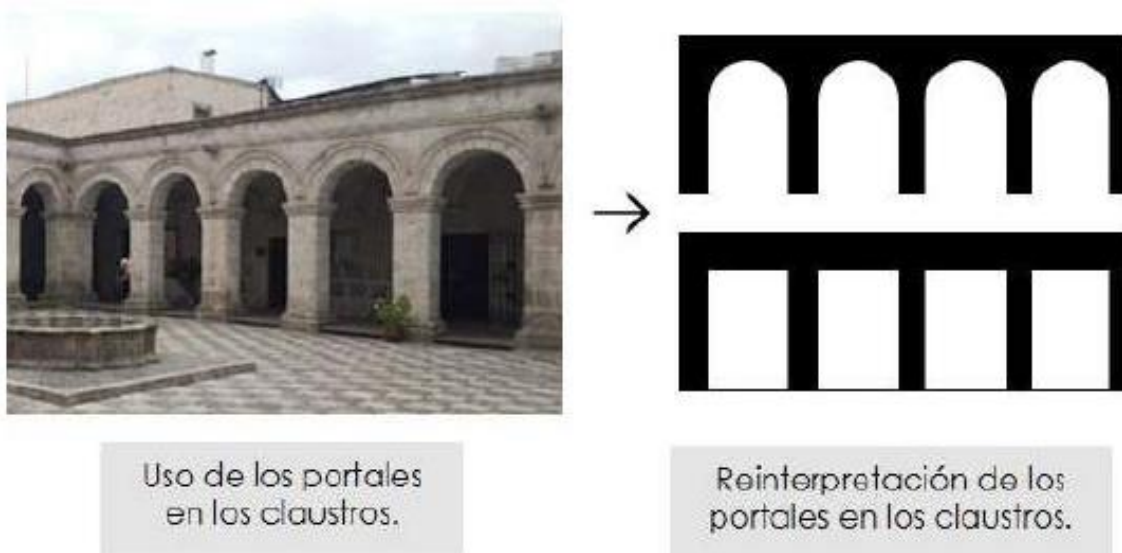 Uso de los portales
en los claustros.
Reinterpretación de los
portales en los claustros.